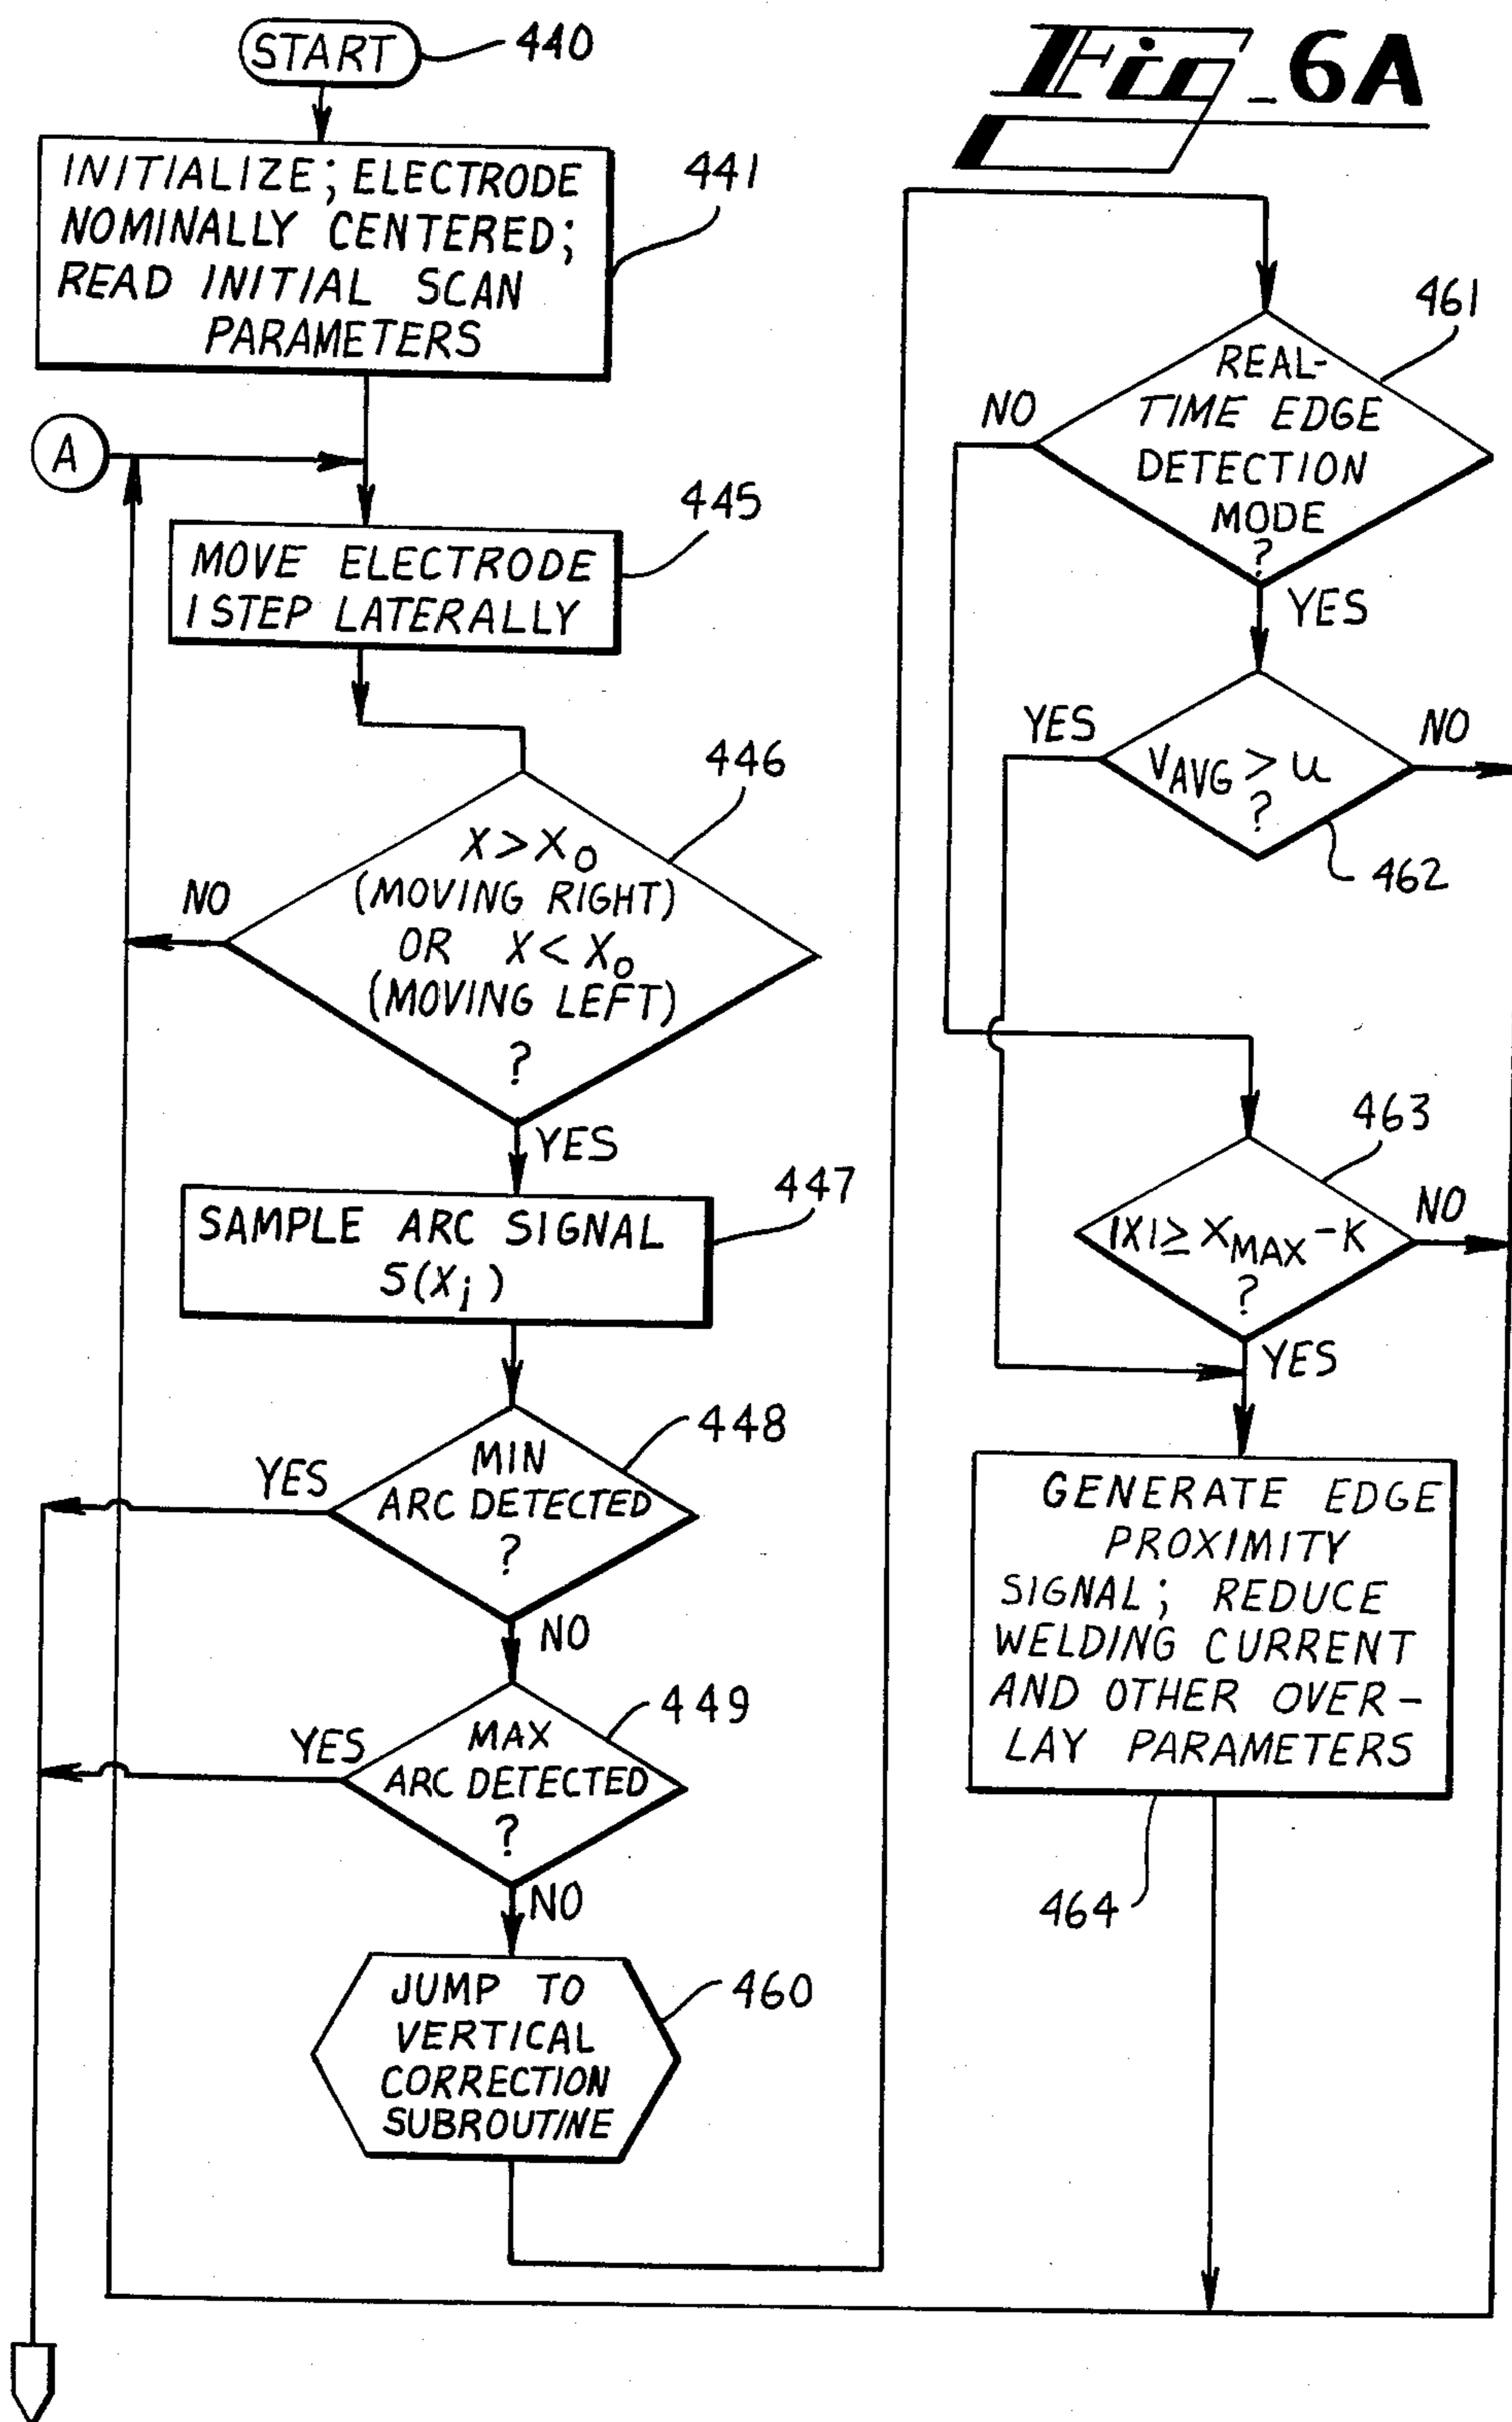 Fig_6A
START
440
INITIALIZE; ELECTRODE
NOMINALLY CENTERED;
READ INITIAL SCAN
PARAMETERS
441
A
MOVE ELECTRODE
1 STEP LATERALLY
445
X > X₀
(MOVING RIGHT)
OR X < X₀
(MOVING LEFT)
?
446
NO
YES
SAMPLE ARC SIGNAL
S(Xᵢ)
447
MIN
ARC DETECTED
?
448
YES
NO
MAX
ARC DETECTED
?
449
YES
NO
JUMP TO
VERTICAL
CORRECTION
SUBROUTINE
460
REAL-
TIME EDGE
DETECTION
MODE
?
461
NO
YES
V_AVG > u
?
462
YES
NO
|X| ≥ X_MAX - K
?
463
NO
YES
GENERATE EDGE
PROXIMITY
SIGNAL; REDUCE
WELDING CURRENT
AND OTHER OVER-
LAY PARAMETERS
464